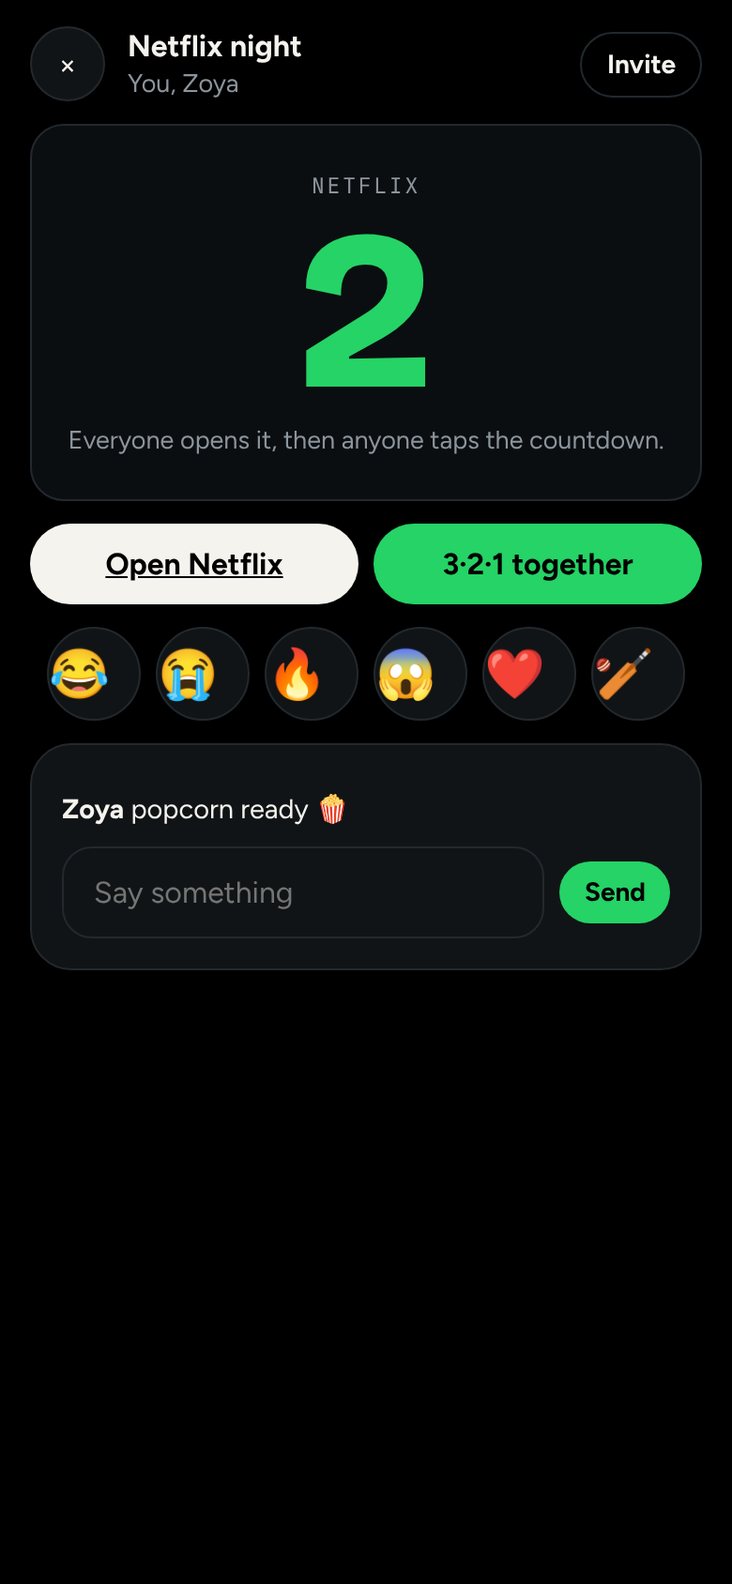 ×
Netflix night
You, Zoya
Invite
NETFLIX
2
Everyone opens it, then anyone taps the countdown.
Open Netflix
3·2·1 together
😂 😭 🔥 😱 ❤️ 🏏
Zoya popcorn ready 🍿
Say something
Send